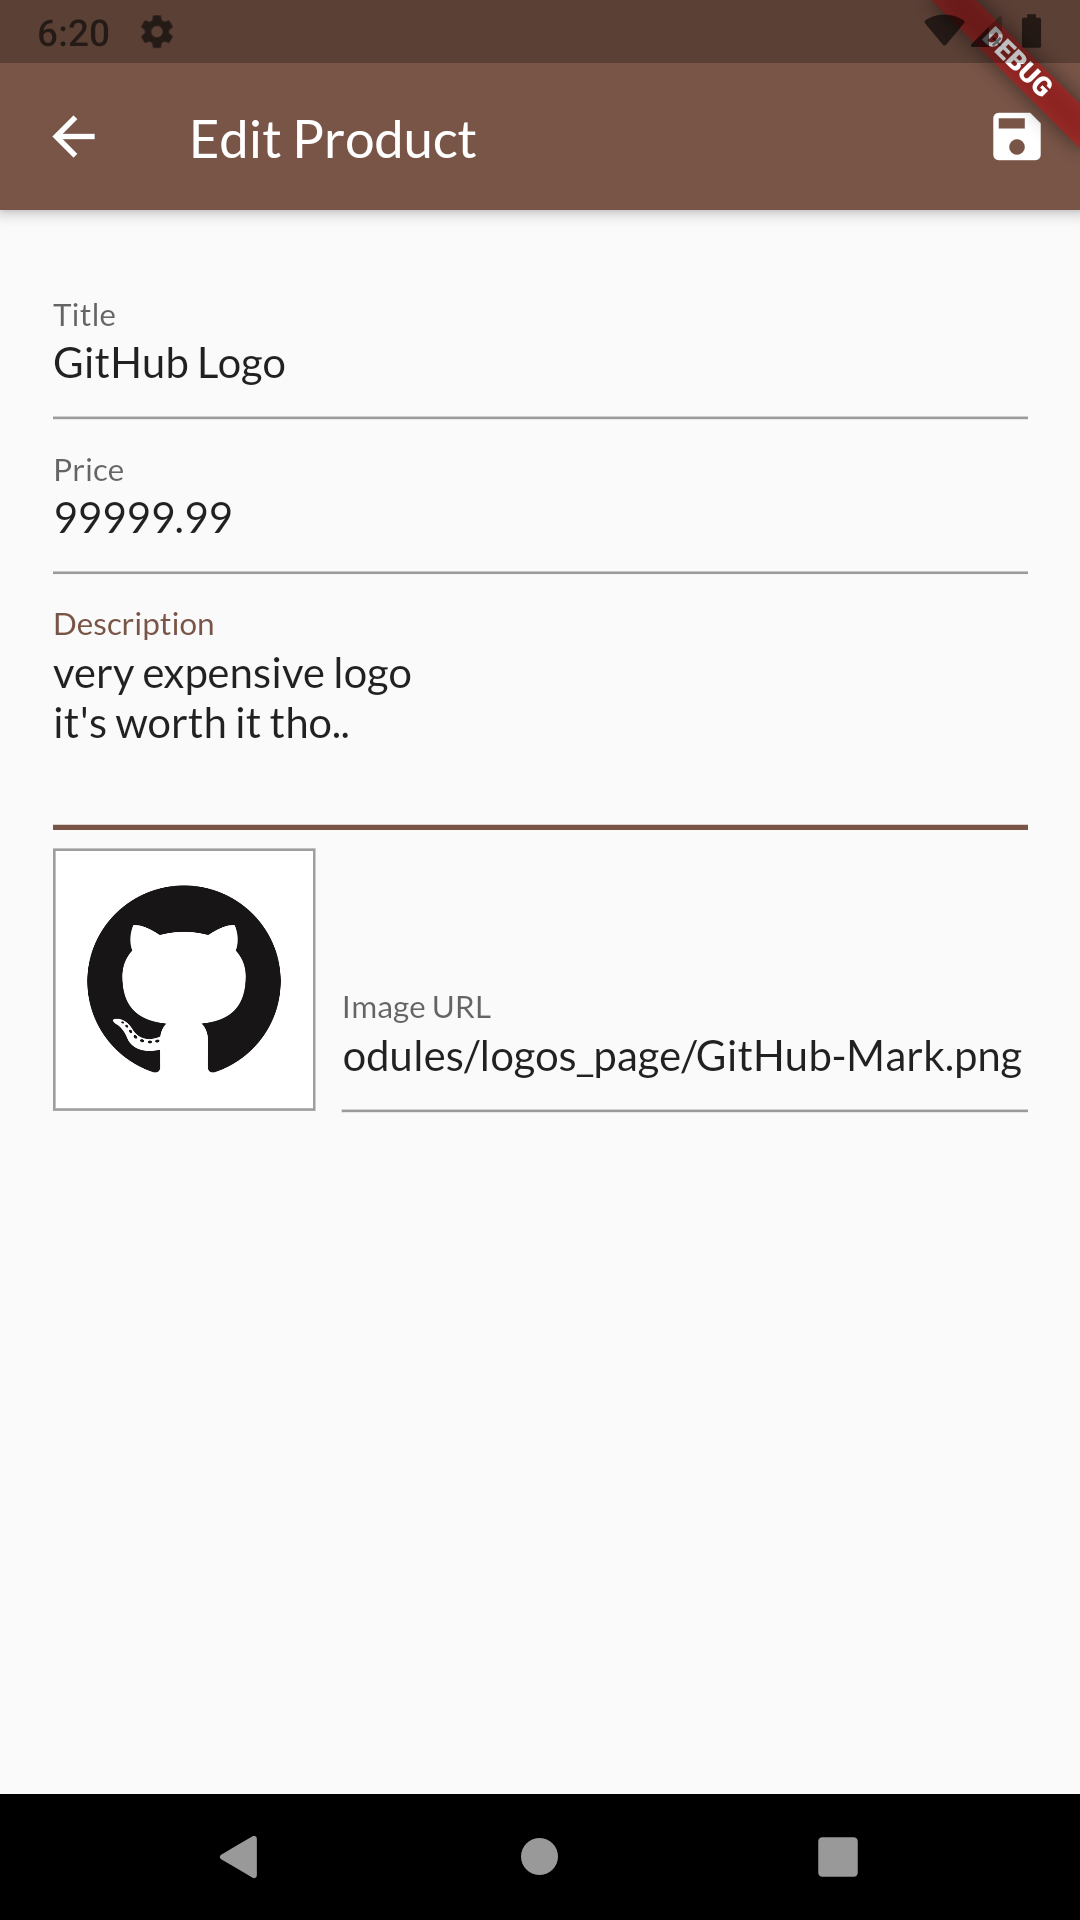 6:20
DEBUG
Edit Product
Title
GitHub Logo
Price
99999.99
Description
very expensive logo
it's worth it tho..
Image URL
odules/logos_page/GitHub-Mark.png